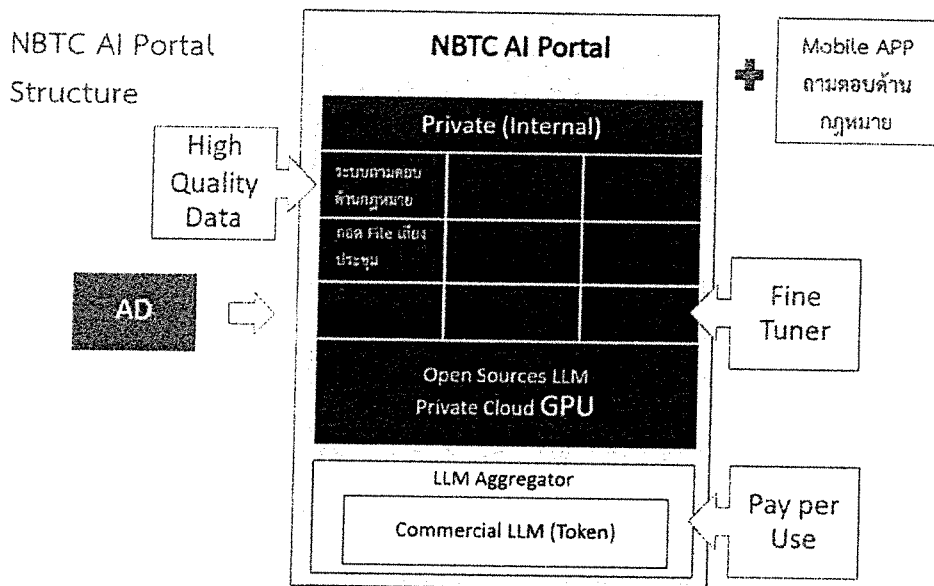 NBTC AI Portal
Structure
NBTC AI Portal
Mobile APP
ถามตอบด้าน
กฎหมาย
High
Quality
Data
Private (Internal)
ระบบถามตอบ
ด้านกฎหมาย
ถอด File เสียง
ประชุม
AD
Fine
Tuner
Open Sources LLM
Private Cloud GPU
LLM Aggregator
Commercial LLM (Token)
Pay per
Use